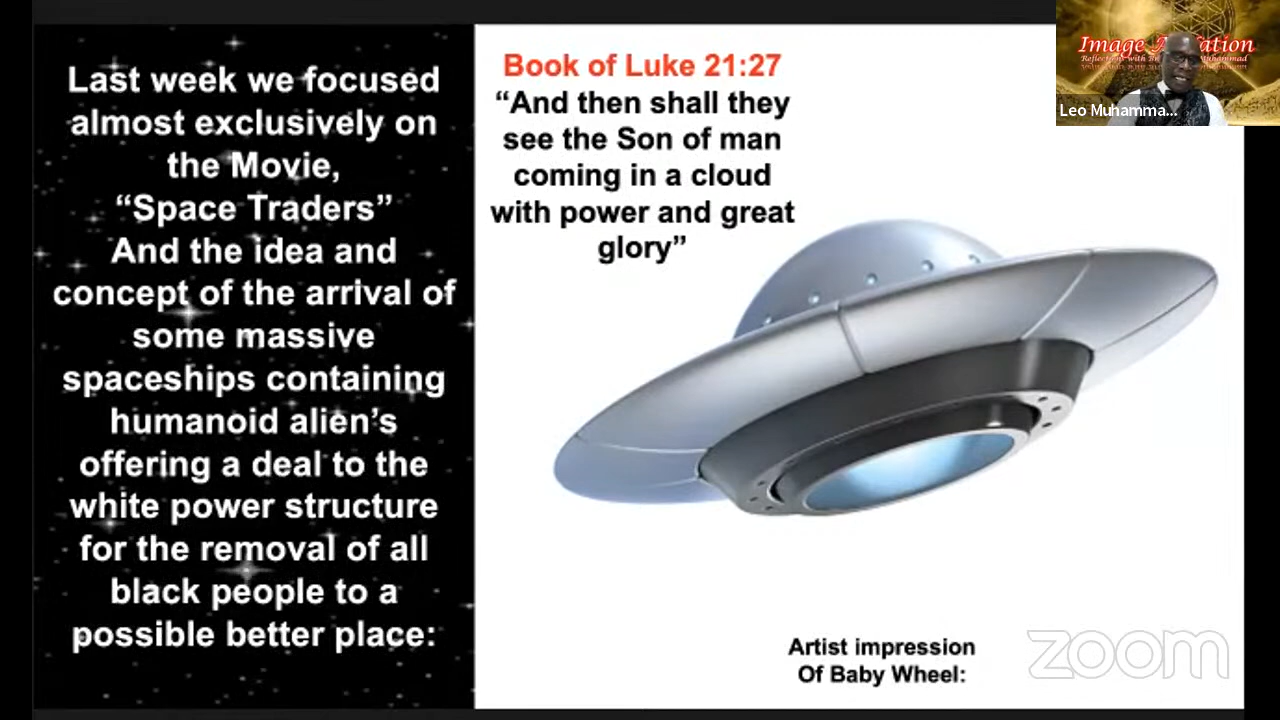 Last week we focused
almost exclusively on
the Movie,
“Space Traders”
And the idea and
concept of the arrival of
some massive
spaceships containing
humanoid alien’s
offering a deal to the
white power structure
for the removal of all
black people to a
possible better place:
Book of Luke 21:27
“And then shall they
see the Son of man
coming in a cloud
with power and great
glory”
Artist impression
Of Baby Wheel:
zoom
Image
Reflections with
Leo Muhamma...